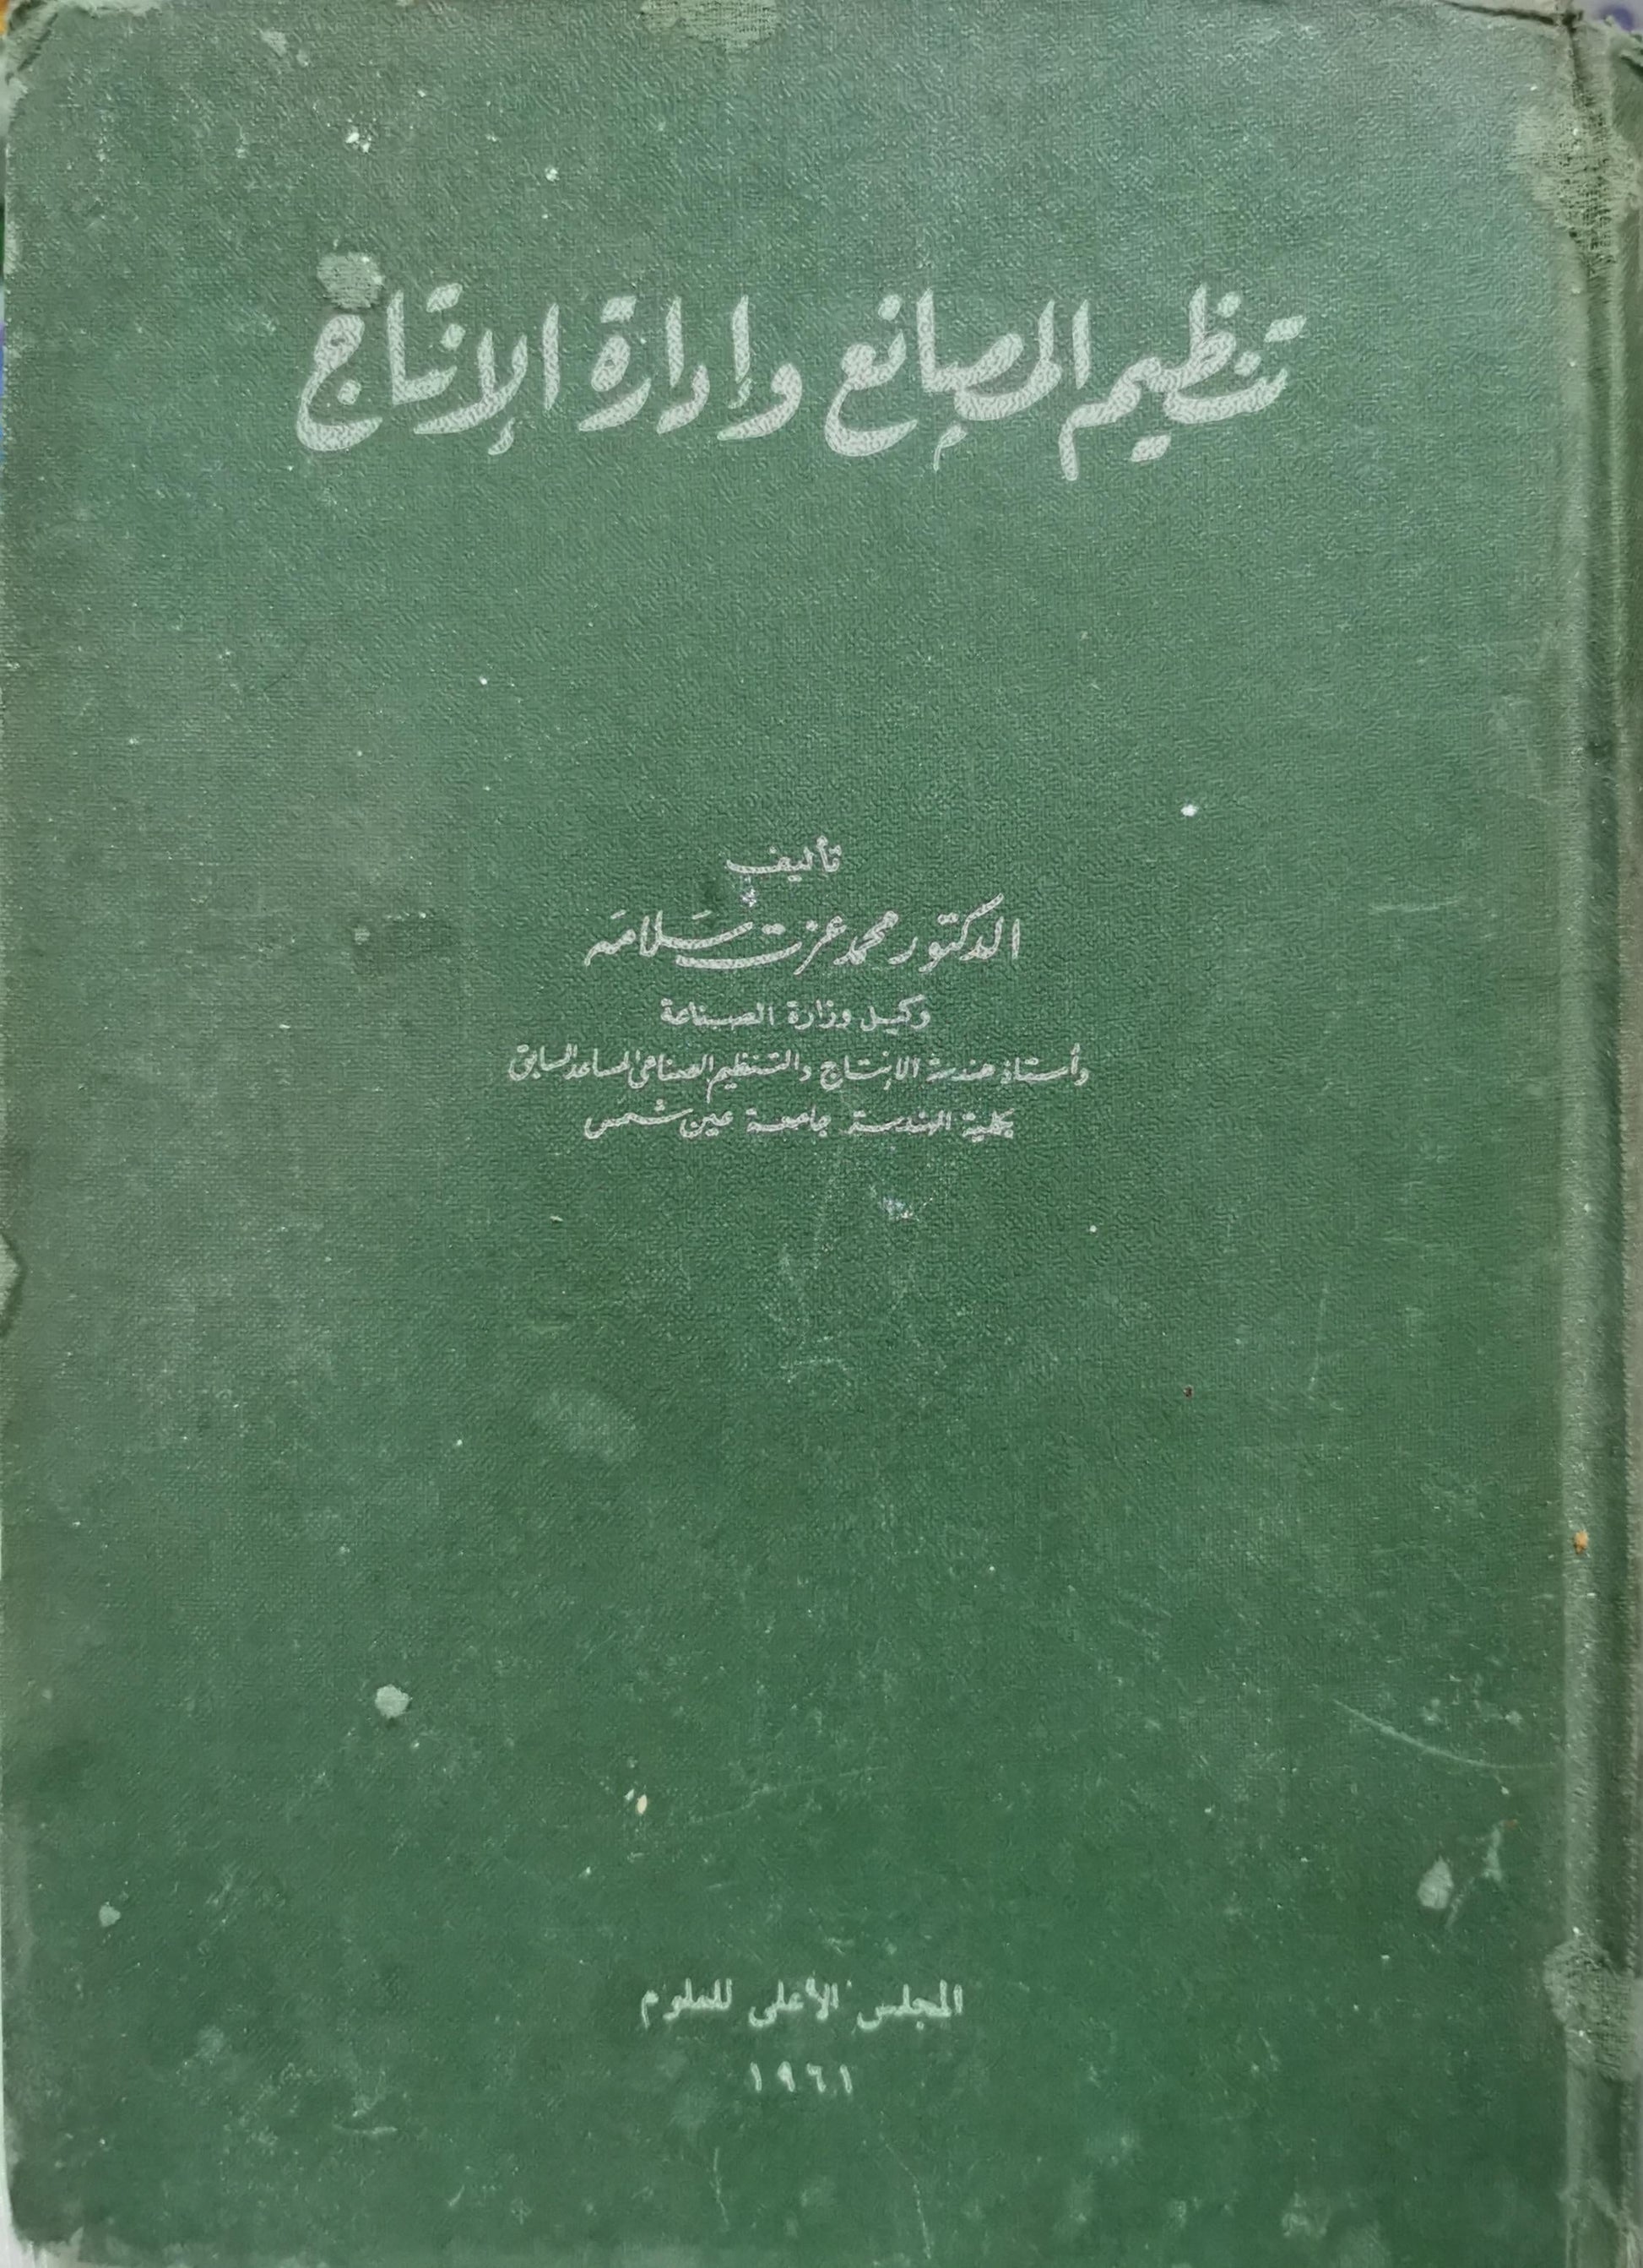 تنظيم المصانع وإدارة الإنتاج
تأليف
الدكتور محمد عزت سلامه
وكيل وزارة الصناعة
وأستاذ هندسة الإنتاج والتنظيم الصناعي المساعد السابق
بكلية الهندسة جامعة عين شمس
المجلس الأعلى للعلوم
١٩٦١